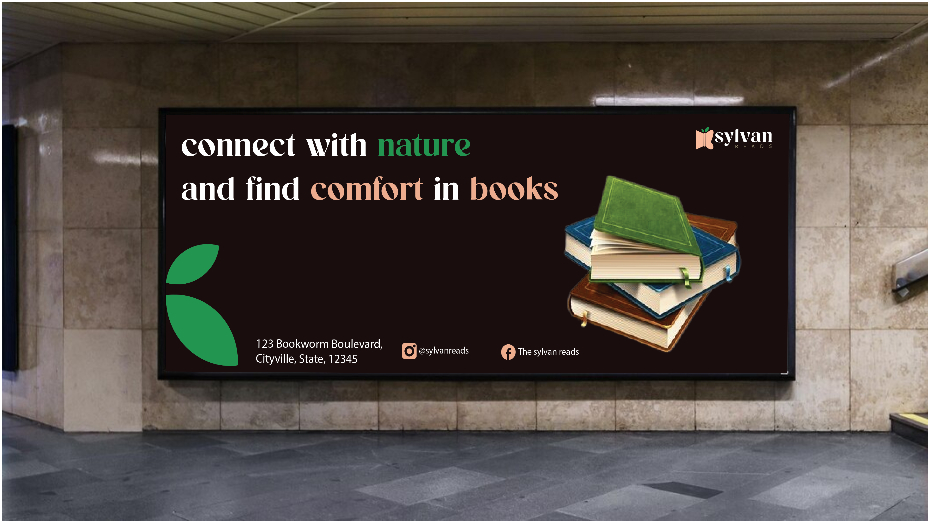 connect with nature
and find comfort in books
sylvan
READS
123 Bookworm Boulevard,
Cityville, State, 12345
@sylvanreads
The sylvan reads